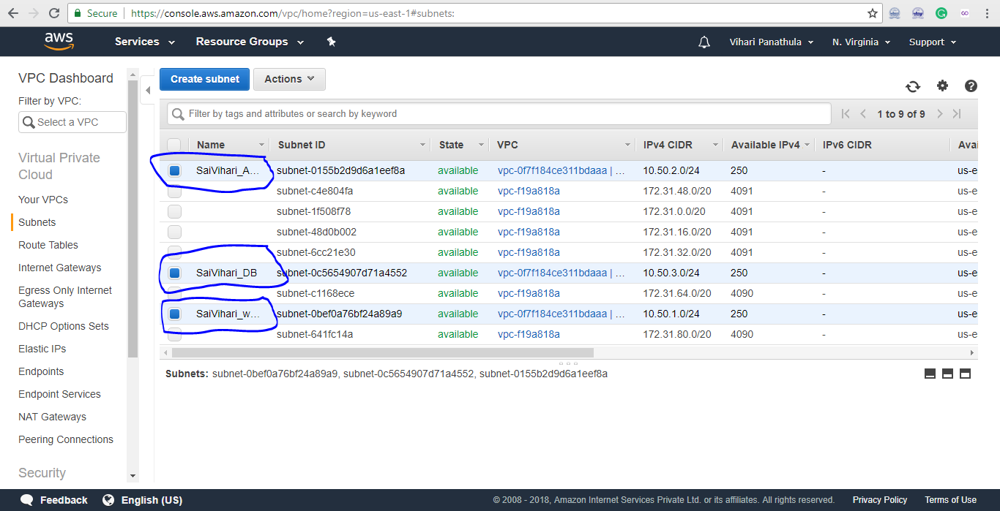 Secure https://console.aws.amazon.com/vpc/home?region=us-east-1#subnets:
aws Services Resource Groups Vihari Panathula N. Virginia Support
VPC Dashboard
Filter by VPC:
Select a VPC
Virtual Private
Cloud
Your VPCs
Subnets
Route Tables
Internet Gateways
Egress Only Internet
Gateways
DHCP Options Sets
Elastic IPs
Endpoints
Endpoint Services
NAT Gateways
Peering Connections
Security
Create subnet Actions
Filter by tags and attributes or search by keyword 1 to 9 of 9
Name Subnet ID State VPC IPv4 CIDR Available IPv4 IPv6 CIDR Avai
SaiVihari_A... subnet-0155b2d9d6a1eef8a available vpc-0f7f184ce311bdaaa | ... 10.50.2.0/24 250 - us-e
subnet-c4e804fa available vpc-f19a818a 172.31.48.0/20 4091 - us-e
subnet-1f508f78 available vpc-f19a818a 172.31.0.0/20 4091 - us-e
subnet-48d0b002 available vpc-f19a818a 172.31.16.0/20 4091 - us-e
subnet-6cc21e30 available vpc-f19a818a 172.31.32.0/20 4091 - us-e
SaiVihari_DB subnet-0c5654907d71a4552 available vpc-0f7f184ce311bdaaa | ... 10.50.3.0/24 250 - us-e
subnet-c1168ece available vpc-f19a818a 172.31.64.0/20 4090 - us-e
SaiVihari_w... subnet-0bef0a76bf24a89a9 available vpc-0f7f184ce311bdaaa | ... 10.50.1.0/24 250 - us-e
subnet-641fc14a available vpc-f19a818a 172.31.80.0/20 4090 - us-e
Subnets: subnet-0bef0a76bf24a89a9, subnet-0c5654907d71a4552, subnet-0155b2d9d6a1eef8a
Feedback English (US) © 2008 - 2018, Amazon Internet Services Private Ltd. or its affiliates. All rights reserved. Privacy Policy Terms of Use